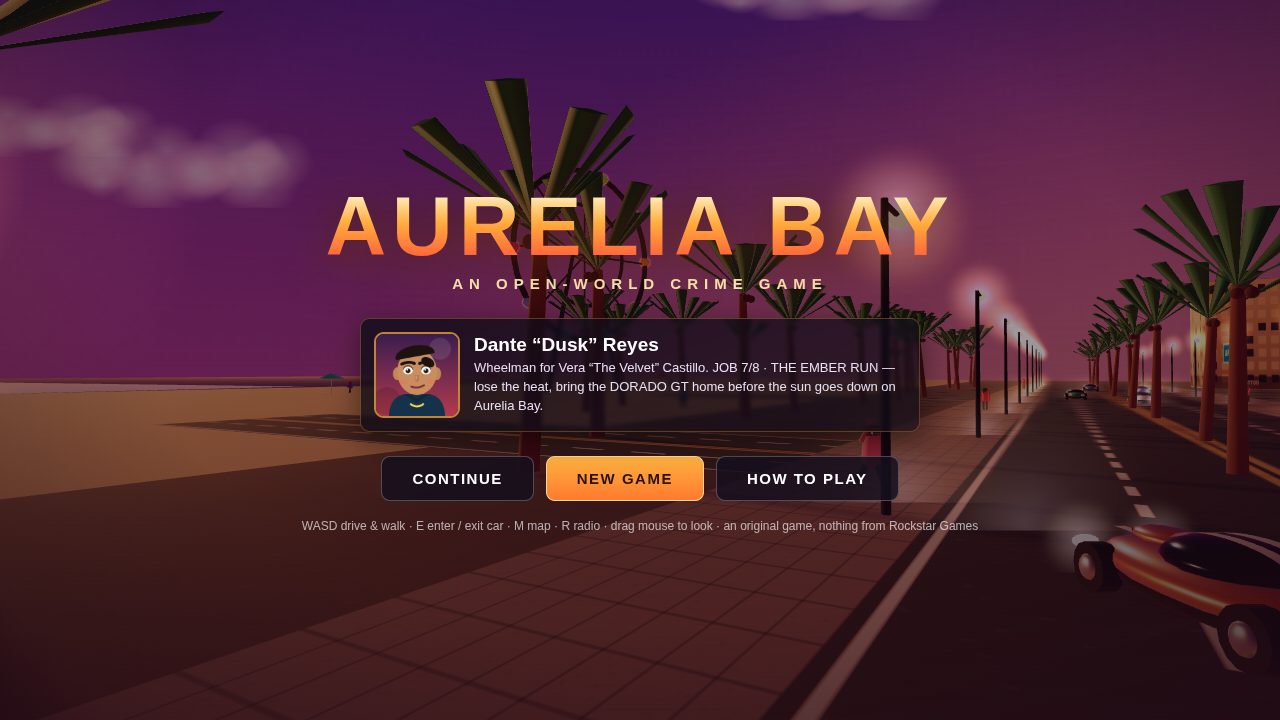 AURELIA BAY
AN OPEN-WORLD CRIME GAME
Dante “Dusk” Reyes
Wheelman for Vera “The Velvet” Castillo. JOB 7/8 · THE EMBER RUN —
lose the heat, bring the DORADO GT home before the sun goes down on
Aurelia Bay.
CONTINUE
NEW GAME
HOW TO PLAY
WASD drive & walk · E enter / exit car · M map · R radio · drag mouse to look · an original game, nothing from Rockstar Games